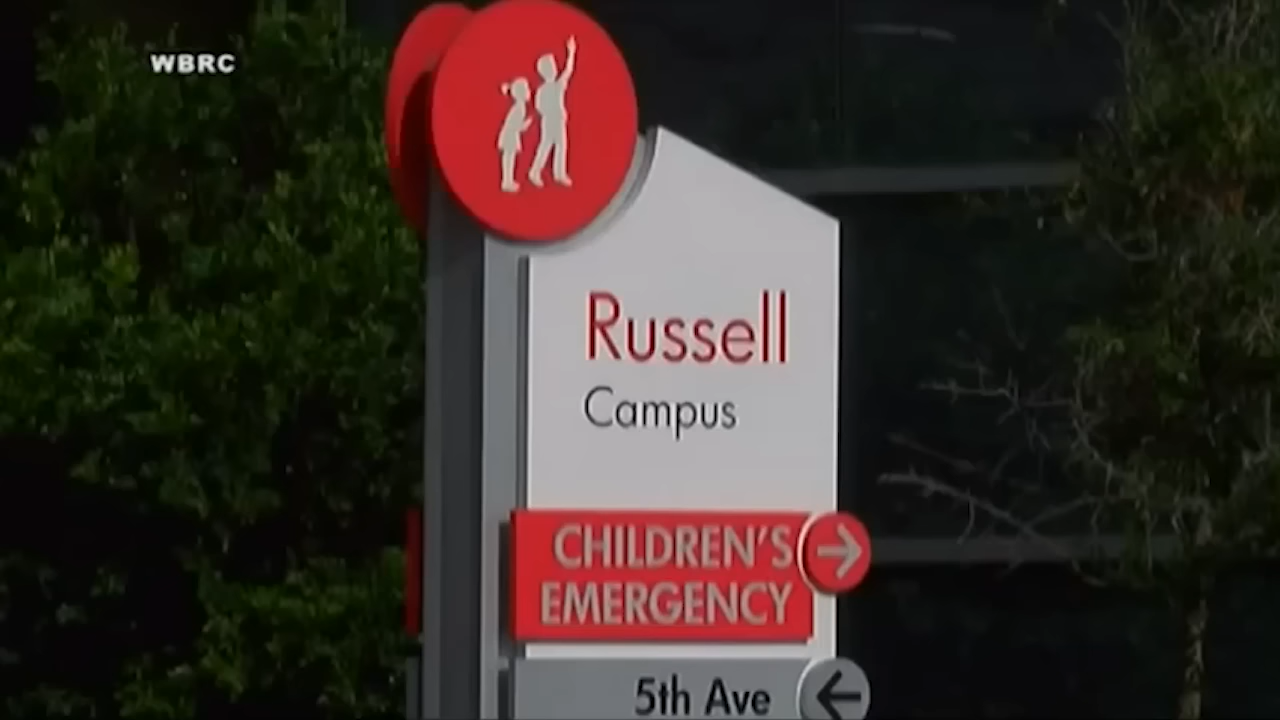 WBRC
Russell
Campus
CHILDREN'S
EMERGENCY
5th Ave